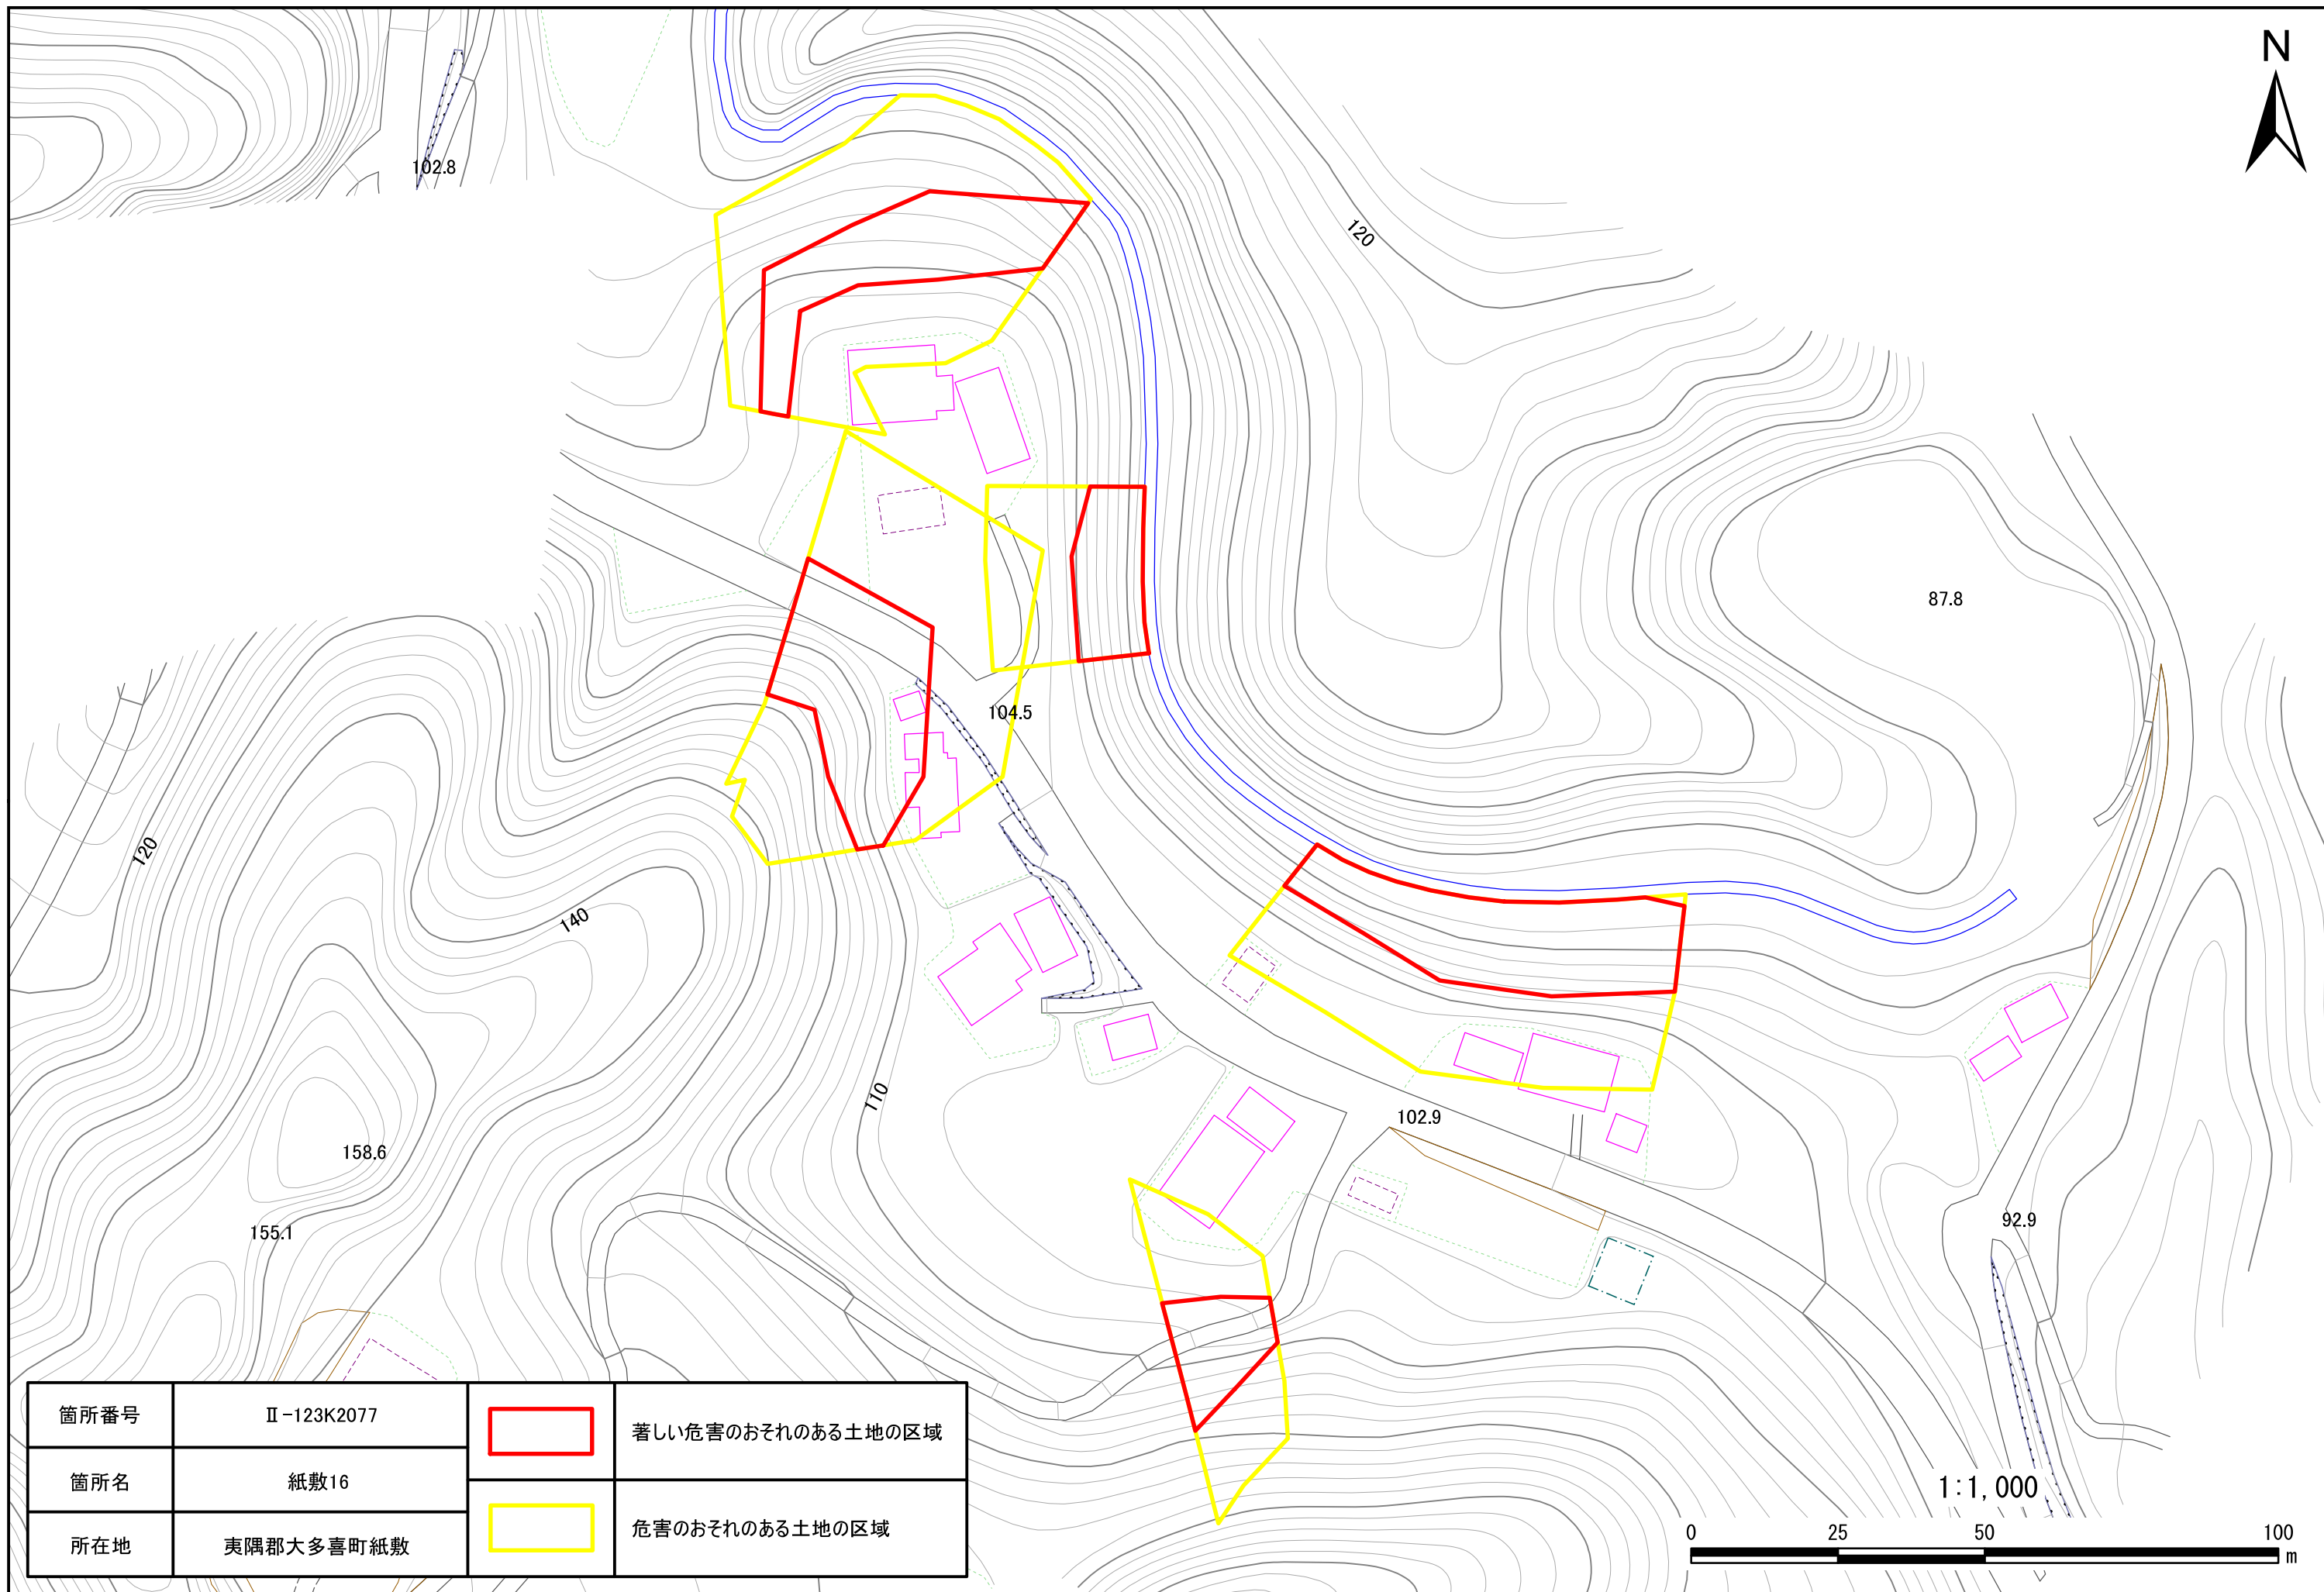 N
102.8
120
87.8
104.5
120
140
110
102.9
158.6
155.1
92.9
箇所番号 Ⅱ-123K2077
箇所名 紙敷16
所在地 夷隅郡大多喜町紙敷
著しい危害のおそれのある土地の区域
危害のおそれのある土地の区域
1:1,000
0 25 50 100
m